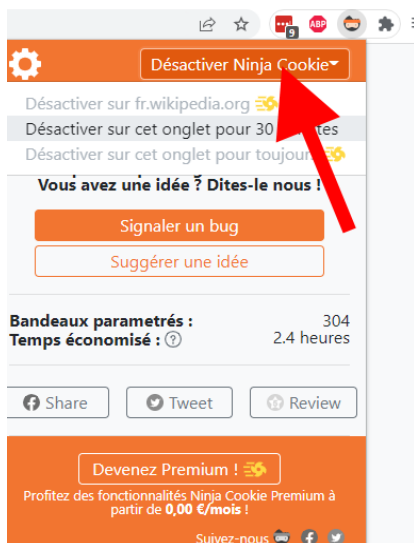 9 ABP
Désactiver Ninja Cookie
Désactiver sur fr.wikipedia.org
Désactiver sur cet onglet pour 30
Désactiver sur cet onglet pour
Vous avez une idée ? Dites-le nous !
Signaler un bug
Suggérer une idée
Bandeaux parametrés : 304
Temps économisé : ? 2.4 heures
Share Tweet Review
Devenez Premium !
Profitez des fonctionnalités Ninja Cookie Premium à
partir de 0,00 €/mois !
Suivez-nous